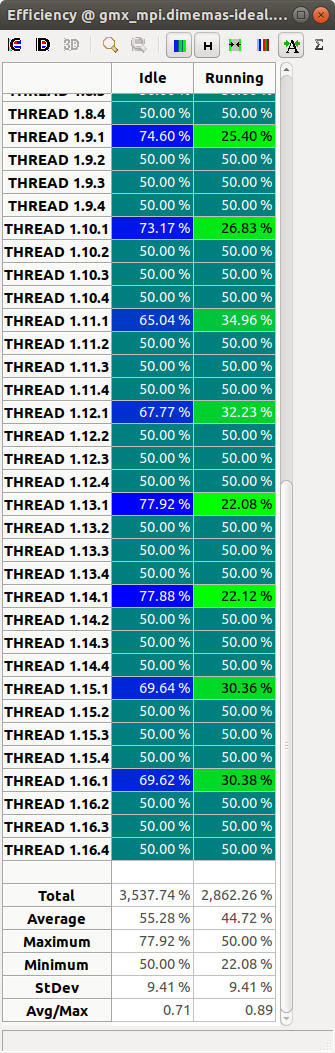 Efficiency @ gmx_mpi.dimemas-ideal....
3D H Σ
Idle Running
THREAD 1.8.4 50.00 % 50.00 %
THREAD 1.9.1 74.60 % 25.40 %
THREAD 1.9.2 50.00 % 50.00 %
THREAD 1.9.3 50.00 % 50.00 %
THREAD 1.9.4 50.00 % 50.00 %
THREAD 1.10.1 73.17 % 26.83 %
THREAD 1.10.2 50.00 % 50.00 %
THREAD 1.10.3 50.00 % 50.00 %
THREAD 1.10.4 50.00 % 50.00 %
THREAD 1.11.1 65.04 % 34.96 %
THREAD 1.11.2 50.00 % 50.00 %
THREAD 1.11.3 50.00 % 50.00 %
THREAD 1.11.4 50.00 % 50.00 %
THREAD 1.12.1 67.77 % 32.23 %
THREAD 1.12.2 50.00 % 50.00 %
THREAD 1.12.3 50.00 % 50.00 %
THREAD 1.12.4 50.00 % 50.00 %
THREAD 1.13.1 77.92 % 22.08 %
THREAD 1.13.2 50.00 % 50.00 %
THREAD 1.13.3 50.00 % 50.00 %
THREAD 1.13.4 50.00 % 50.00 %
THREAD 1.14.1 77.88 % 22.12 %
THREAD 1.14.2 50.00 % 50.00 %
THREAD 1.14.3 50.00 % 50.00 %
THREAD 1.14.4 50.00 % 50.00 %
THREAD 1.15.1 69.64 % 30.36 %
THREAD 1.15.2 50.00 % 50.00 %
THREAD 1.15.3 50.00 % 50.00 %
THREAD 1.15.4 50.00 % 50.00 %
THREAD 1.16.1 69.62 % 30.38 %
THREAD 1.16.2 50.00 % 50.00 %
THREAD 1.16.3 50.00 % 50.00 %
THREAD 1.16.4 50.00 % 50.00 %
Total 3,537.74 % 2,862.26 %
Average 55.28 % 44.72 %
Maximum 77.92 % 50.00 %
Minimum 50.00 % 22.08 %
StDev 9.41 % 9.41 %
Avg/Max 0.71 0.89